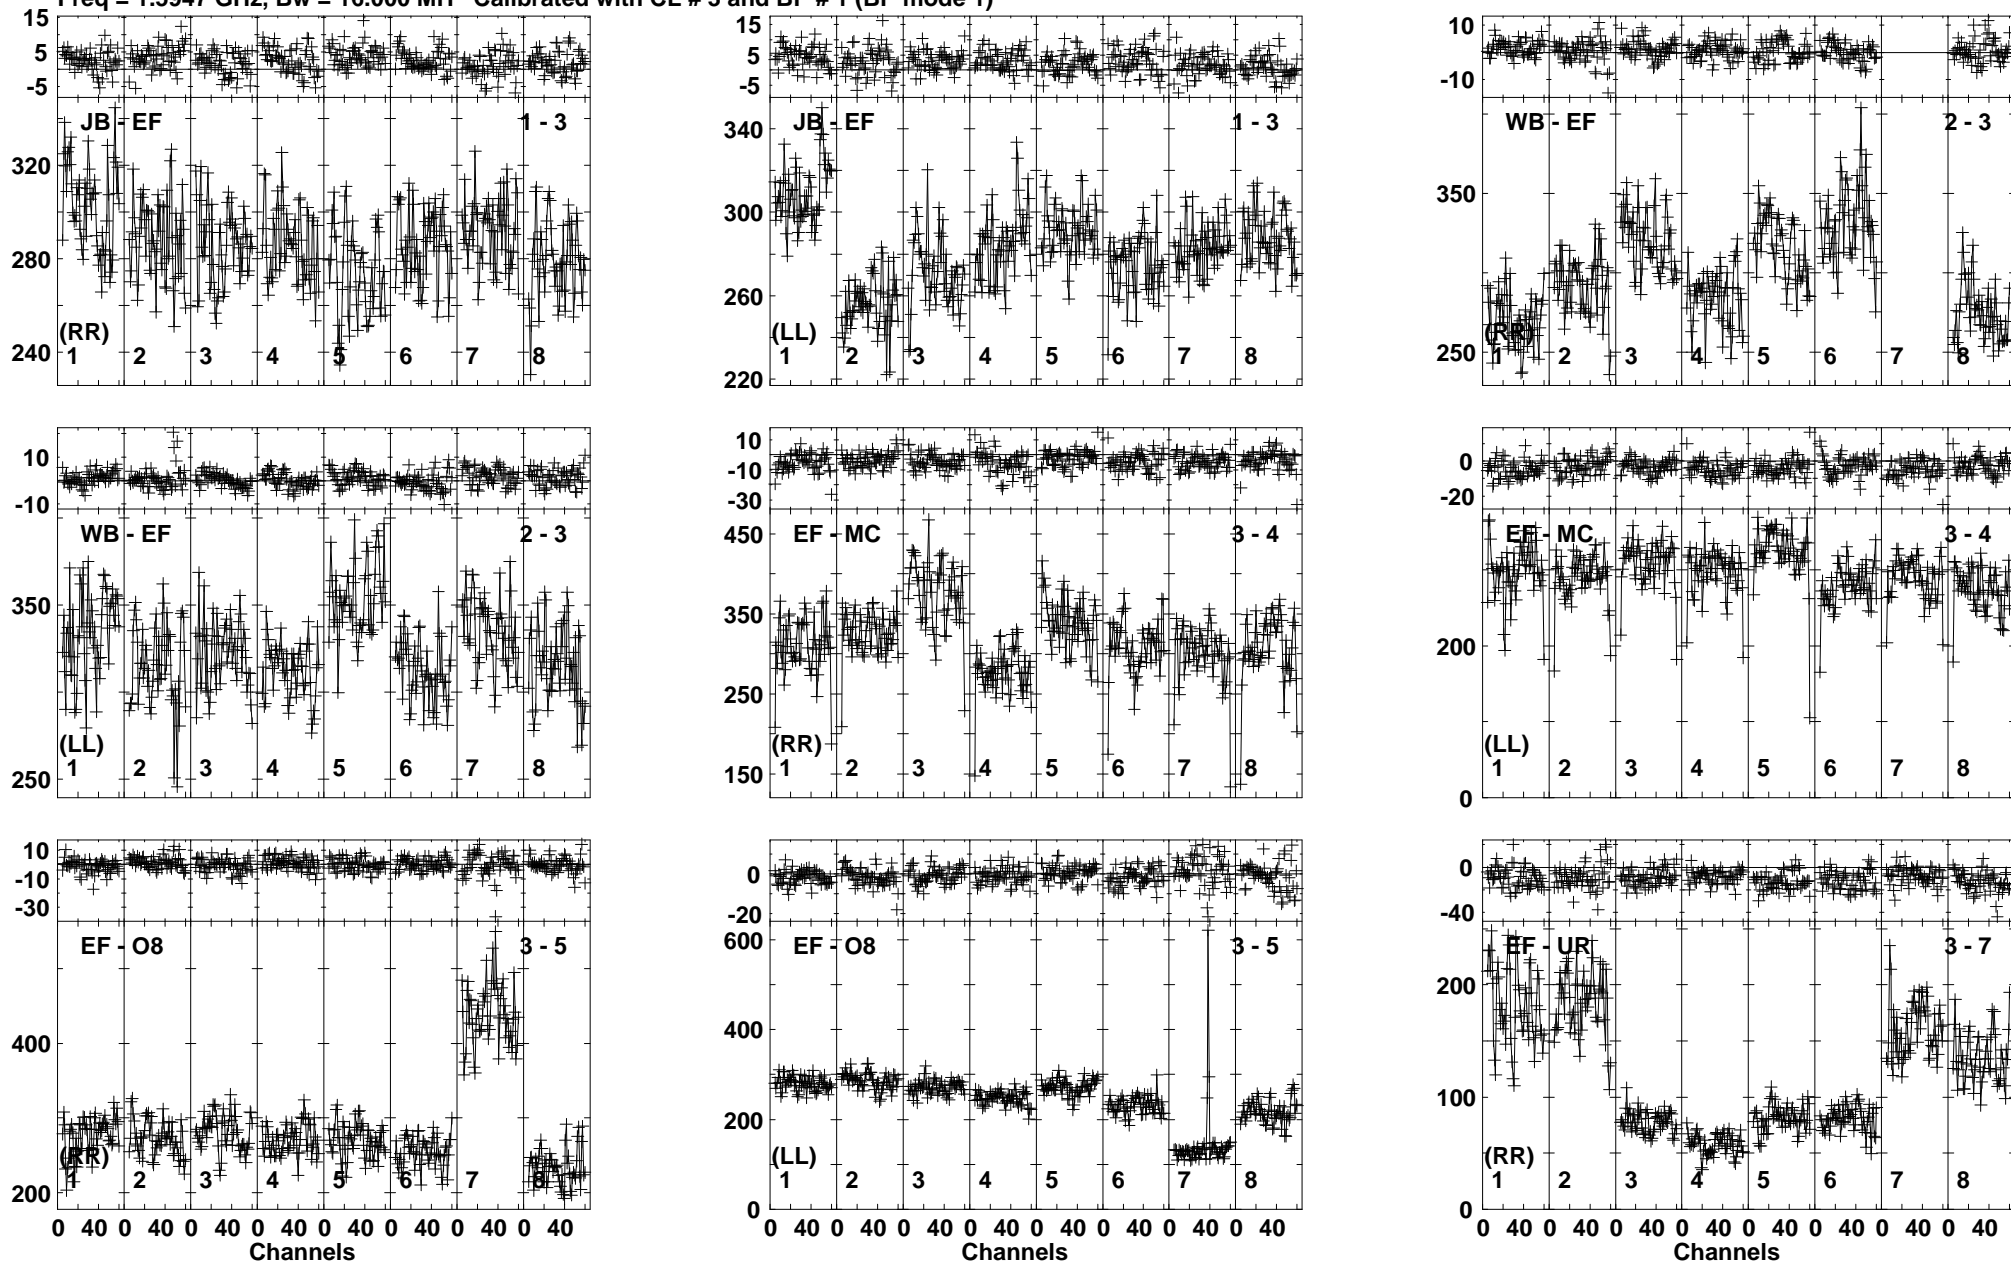 Freq = 1.5947 GHz, Bw = 16.000 MH Calibrated with CL # 3 and BP # 1 (BP mode 1)
15 5 -5
JB - EF 1 - 3
320 280 240
(RR)
1 2 3 4 5 6 7 8
15 5 -5
JB - EF 1 - 3
340 300 260 220
(LL)
1 2 3 4 5 6 7 8
10 -10
WB - EF 2 - 3
350 250
(RR)
1 2 3 4 5 6 7 8
10 -10
WB - EF 2 - 3
350 250
(LL)
1 2 3 4 5 6 7 8
10 -10 -30
EF - MC 3 - 4
450 350 250 150
(RR)
1 2 3 4 5 6 7 8
0 -20
EF - MC 3 - 4
200 0
(LL)
1 2 3 4 5 6 7 8
10 -10 -30
EF - O8 3 - 5
400 200
(RR)
1 2 3 4 5 6 7 8
0 40 0 40 0 40 0 40 0 40 0 40 0 40 0 40
Channels
0 -20
EF - O8 3 - 5
600 400 200 0
(LL)
1 2 3 4 5 6 7 8
0 40 0 40 0 40 0 40 0 40 0 40 0 40 0 40
Channels
0 -40
EF - UR 3 - 7
200 100 0
(RR)
1 2 3 4 5 6 7 8
0 40 0 40 0 40 0 40 0 40 0 40 0 40 0 40
Channels